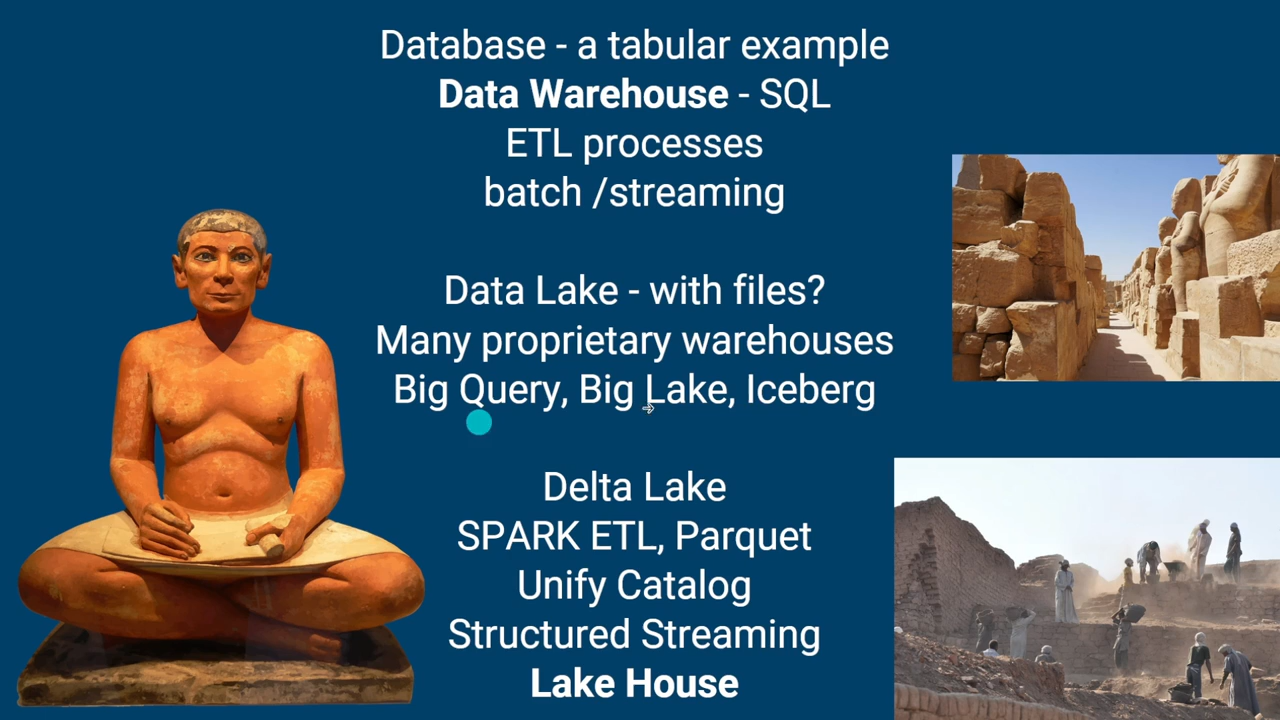 Database - a tabular example
Data Warehouse - SQL
ETL processes
batch /streaming
Data Lake - with files?
Many proprietary warehouses
Big Query, Big Lake, Iceberg
Delta Lake
SPARK ETL, Parquet
Unify Catalog
Structured Streaming
Lake House